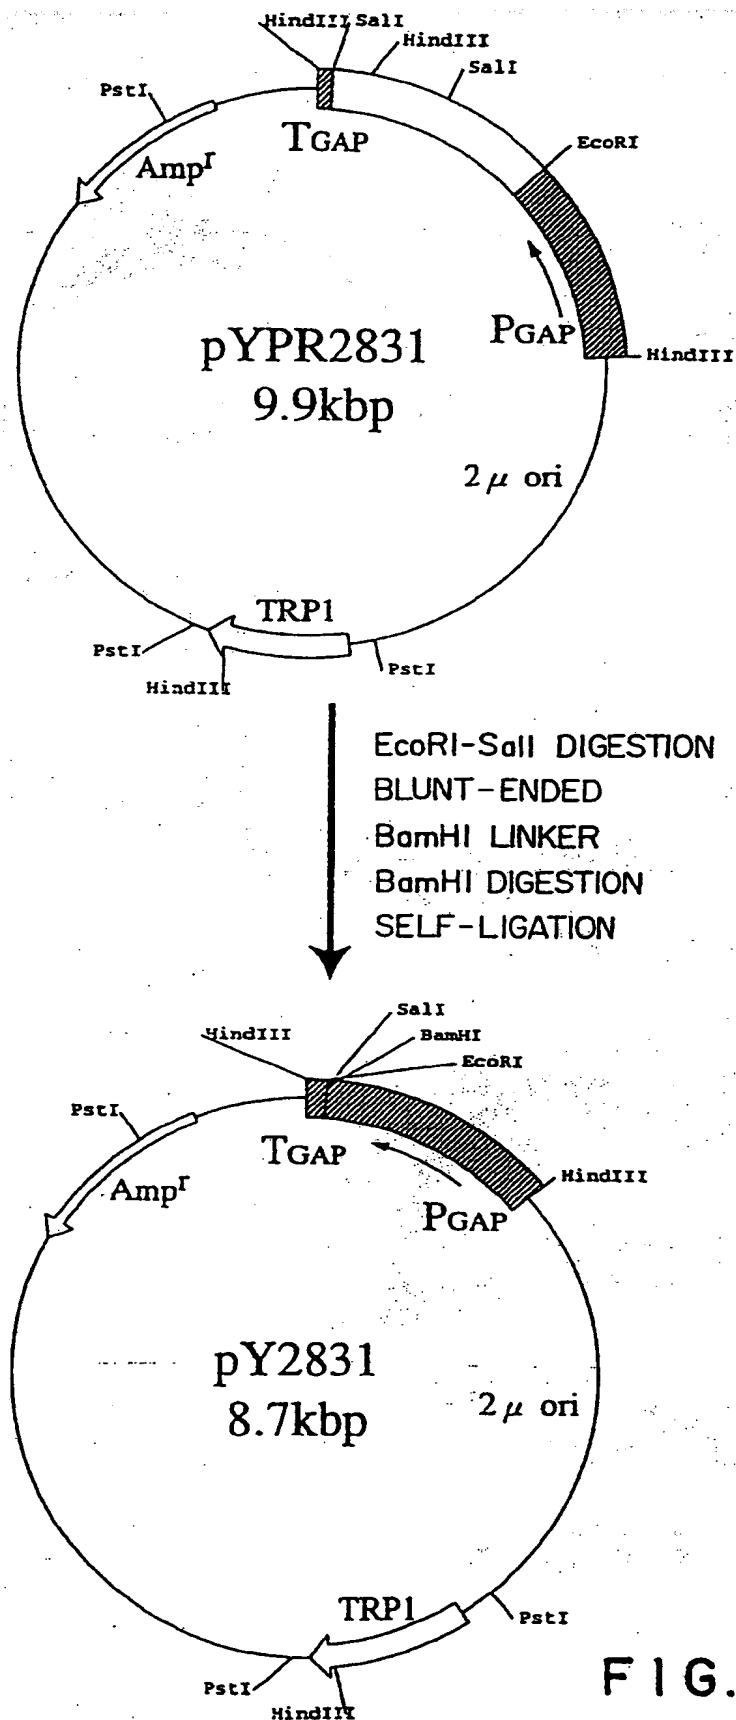 HindIII SalI
HindIII
SalI
PstI
EcoRI
TGAP
Ampr
PGAP
HindIII
pYPR2831
9.9kbp
2μ ori
TRP1
PstI
HindIII
PstI
EcoRI-SalI DIGESTION
BLUNT-ENDED
BamHI LINKER
BamHI DIGESTION
SELF-LIGATION
SalI
HindIII
BamHI
EcoRI
PstI
TGAP
HindIII
Ampr
PGAP
pY2831
8.7kbp
2μ ori
TRP1
PstI
PstI
HindIII
FIG.